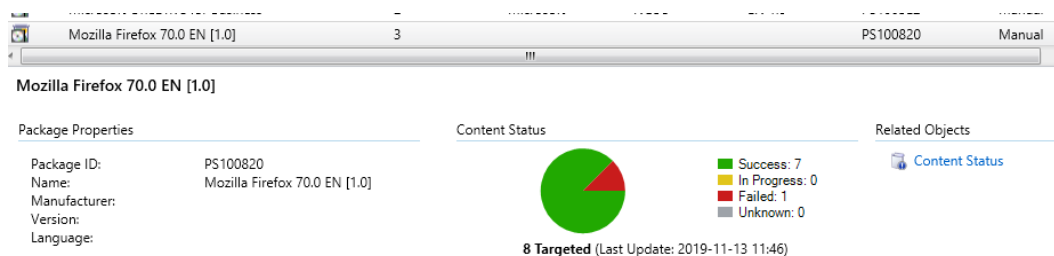 Mozilla Firefox 70.0 EN [1.0] 3 PS100820 Manual
Mozilla Firefox 70.0 EN [1.0]
Package Properties
Package ID: PS100820
Name: Mozilla Firefox 70.0 EN [1.0]
Manufacturer:
Version:
Language:
Content Status
Success: 7
In Progress: 0
Failed: 1
Unknown: 0
8 Targeted (Last Update: 2019-11-13 11:46)
Related Objects
Content Status